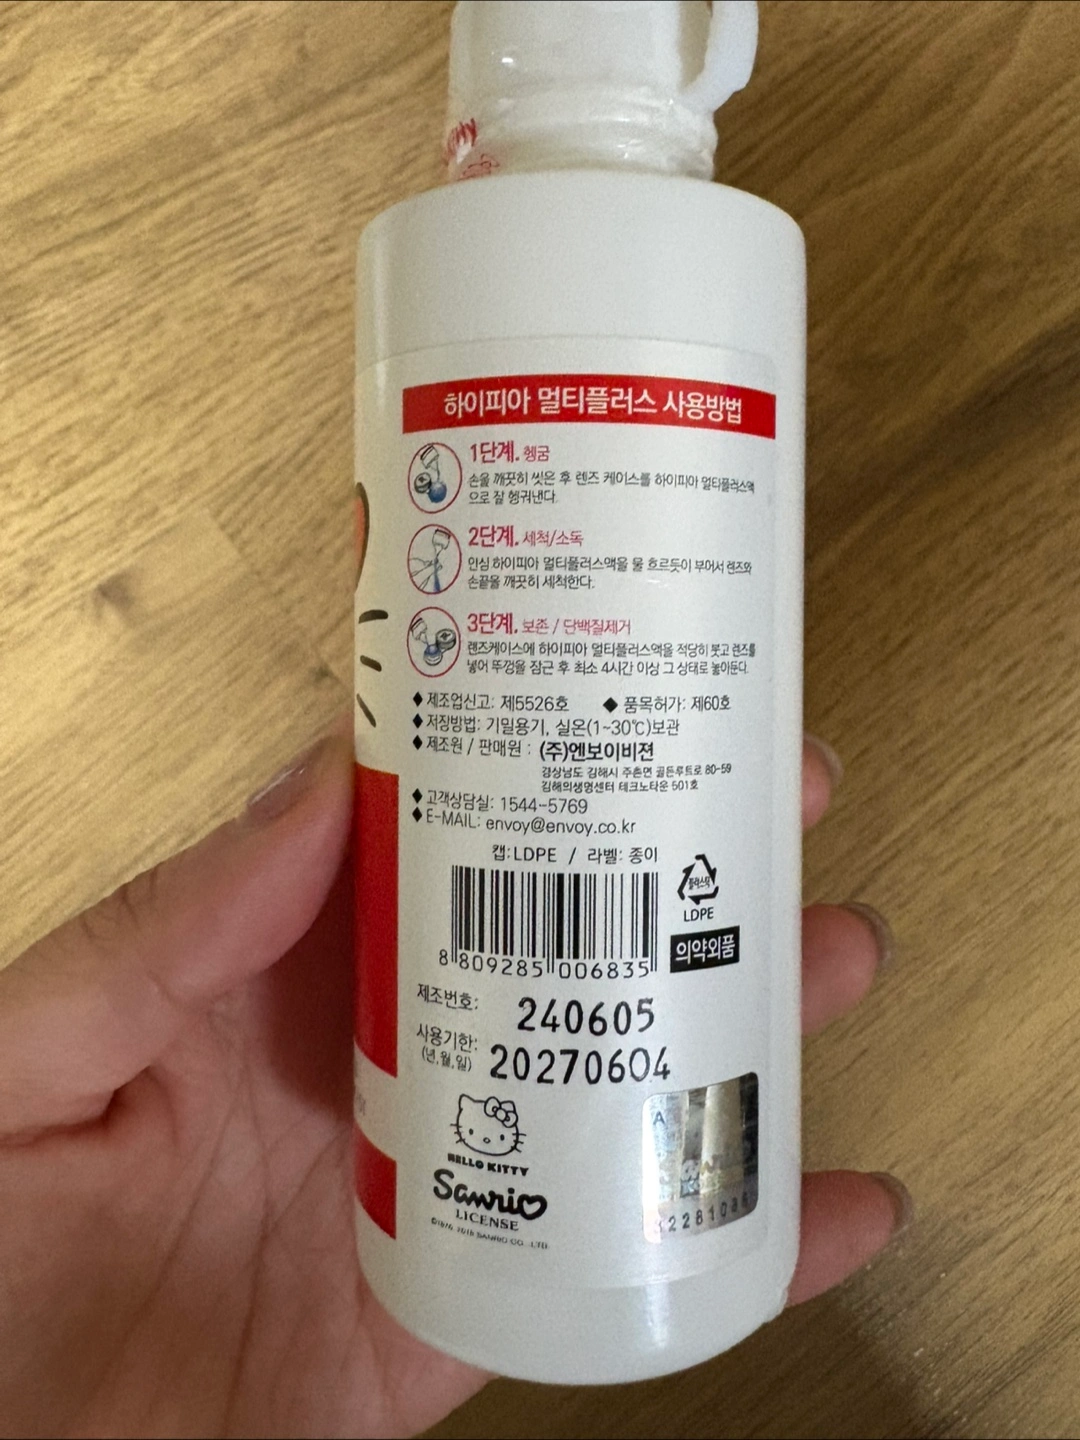 하이피아 멀티플러스 사용방법
1단계. 헹굼
손을 깨끗히 씻은 후 렌즈 케이스를 하이피아 멀티플러스액
으로 잘 헹궈낸다.
2단계. 세척/소독
안심 하이피아 멀티플러스액을 물 흐르듯이 부어서 렌즈와
손끝을 깨끗히 세척한다.
3단계. 보존 / 단백질제거
렌즈케이스에 하이피아 멀티플러스액을 적당히 붓고 렌즈를
넣어 뚜껑을 잠근 후 최소 4시간 이상 그 상태로 놓아둔다.
◆ 제조업신고: 제5526호 ◆ 품목허가: 제60호
◆ 저장방법: 기밀용기, 실온(1~30℃)보관
◆ 제조원 / 판매원 : (주)엔보이비젼
경상남도 김해시 주촌면 골든루트로 80-59
김해의생명센터 테크노타운 501호
◆ 고객상담실: 1544-5769
◆ E-MAIL: envoy@envoy.co.kr
캡:LDPE / 라벨: 종이
플라스틱
LDPE
의약외품
8 809285 006835
제조번호: 240605
사용기한: 20270604
(년,월,일)
HELLO KITTY
Sanrio
LICENSE